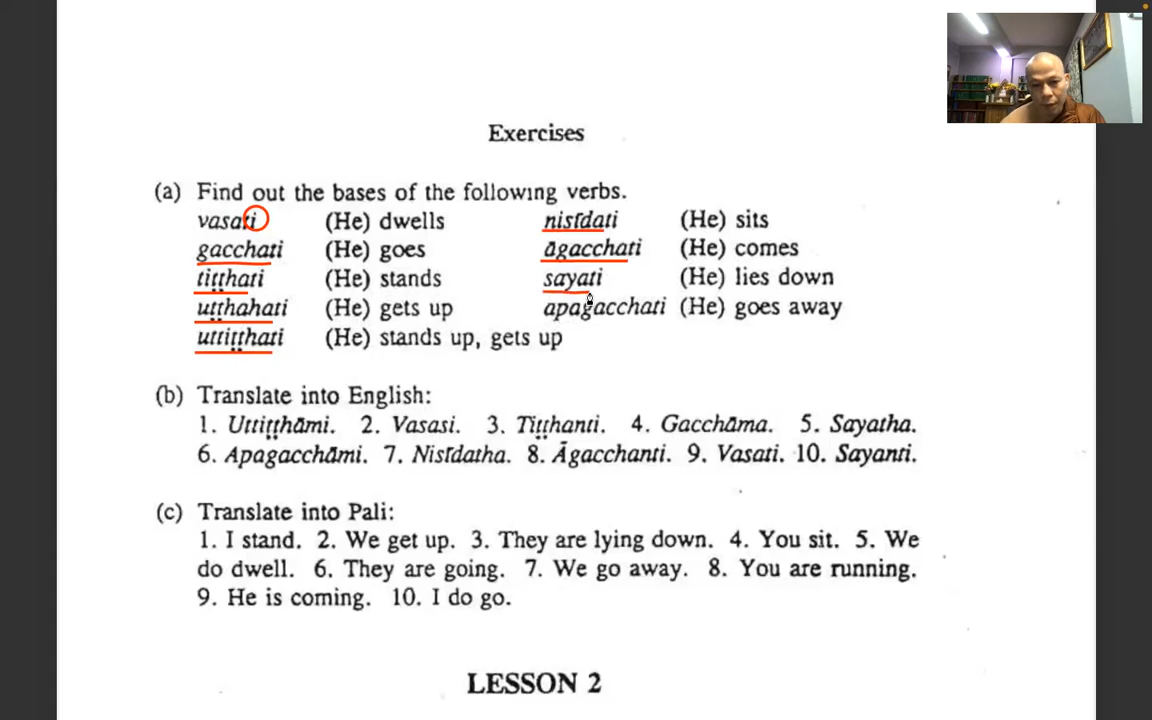 Exercises
(a) Find out the bases of the following verbs.
vasati (He) dwells nisīdati (He) sits
gacchati (He) goes āgacchati (He) comes
tiṭṭhati (He) stands sayati (He) lies down
uṭṭhahati (He) gets up apagacchati (He) goes away
uttiṭṭhati (He) stands up, gets up
(b) Translate into English:
1. Uttiṭṭhāmi. 2. Vasasi. 3. Tiṭṭhanti. 4. Gacchāma. 5. Sayatha.
6. Apagacchāmi. 7. Nisīdatha. 8. Āgacchanti. 9. Vasati. 10. Sayanti.
(c) Translate into Pali:
1. I stand. 2. We get up. 3. They are lying down. 4. You sit. 5. We
do dwell. 6. They are going. 7. We go away. 8. You are running.
9. He is coming. 10. I do go.
LESSON 2